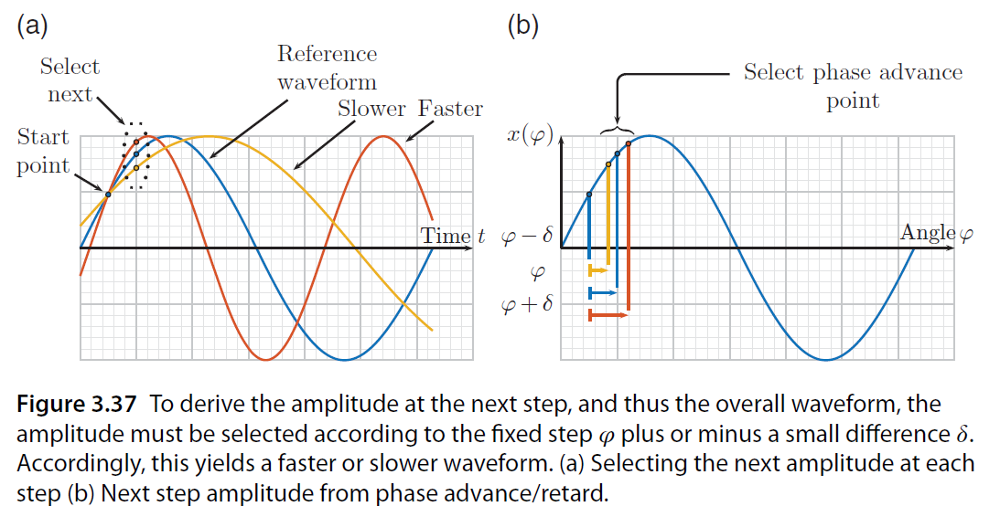 (a)
Select
next
Reference
waveform
Slower Faster
Start
point
Time t
(b)
Select phase advance
point
x(φ)
φ − δ
Angle φ
φ
φ + δ
Figure 3.37 To derive the amplitude at the next step, and thus the overall waveform, the
amplitude must be selected according to the fixed step φ plus or minus a small difference δ.
Accordingly, this yields a faster or slower waveform. (a) Selecting the next amplitude at each
step (b) Next step amplitude from phase advance/retard.